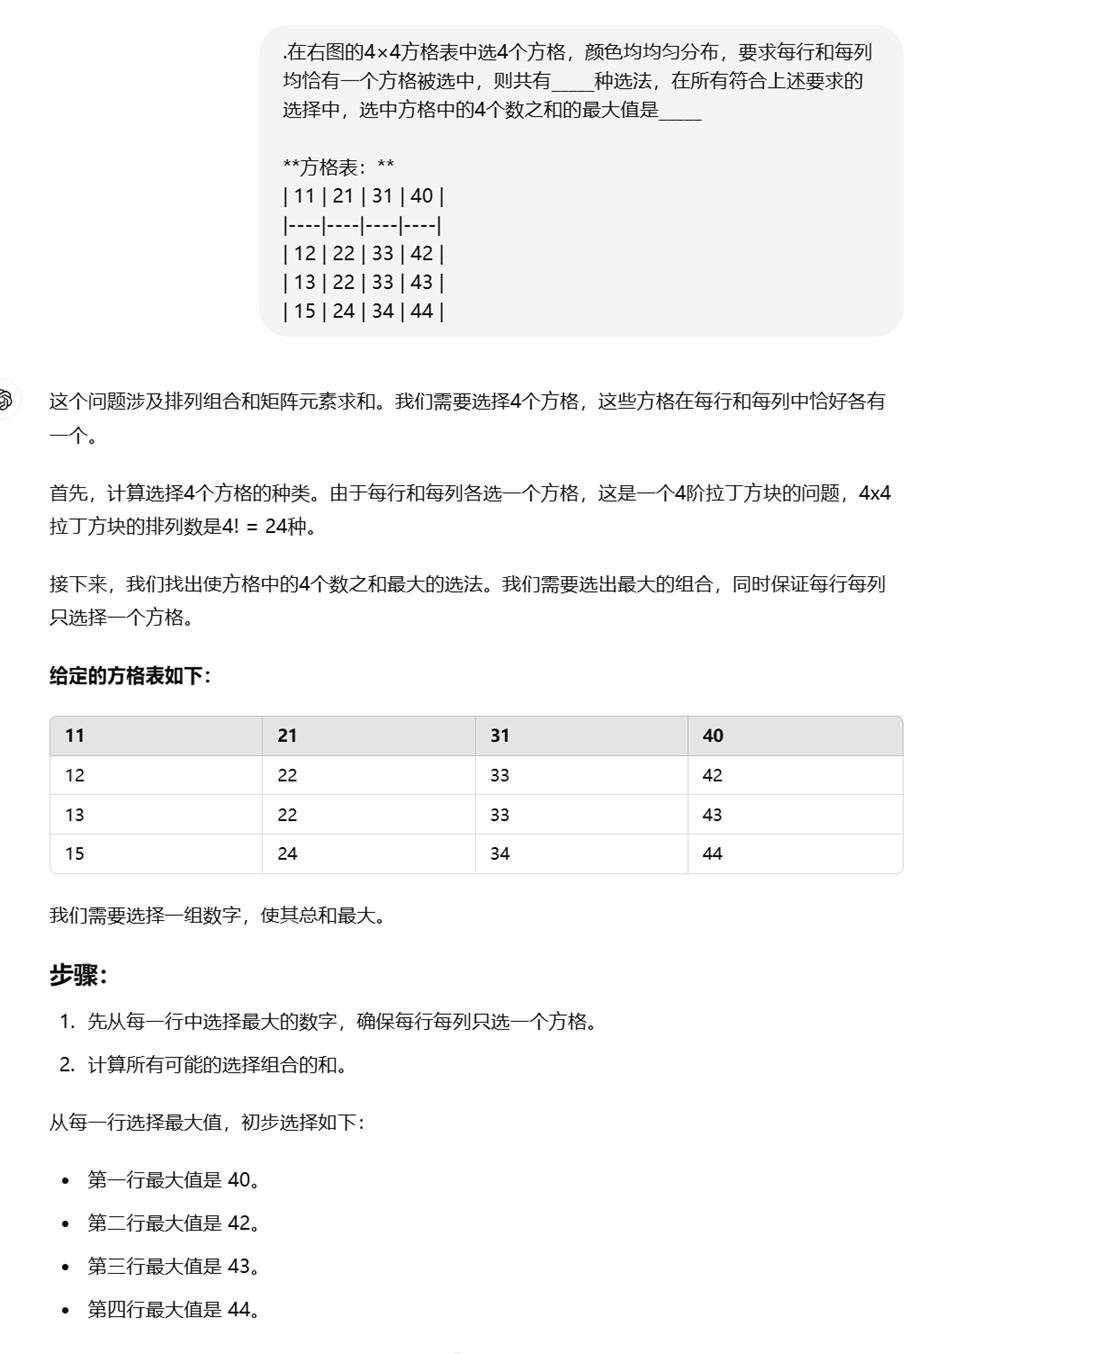 .在右图的4×4方格表中选4个方格，颜色均均匀分布，要求每行和每列
均恰有一个方格被选中，则共有_____种选法，在所有符合上述要求的
选择中，选中方格中的4个数之和的最大值是_____
**方格表：**
| 11 | 21 | 31 | 40 |
|----|----|----|----|
| 12 | 22 | 33 | 42 |
| 13 | 22 | 33 | 43 |
| 15 | 24 | 34 | 44 |
这个问题涉及排列组合和矩阵元素求和。我们需要选择4个方格，这些方格在每行和每列中恰好各有
一个。
首先，计算选择4个方格的种类。由于每行和每列各选一个方格，这是一个4阶拉丁方块的问题，4x4
拉丁方块的排列数是4! = 24种。
接下来，我们找出使方格中的4个数之和最大的选法。我们需要选出最大的组合，同时保证每行每列
只选择一个方格。
给定的方格表如下：
11 21 31 40
12 22 33 42
13 22 33 43
15 24 34 44
我们需要选择一组数字，使其总和最大。
步骤：
1. 先从每一行中选择最大的数字，确保每行每列只选一个方格。
2. 计算所有可能的选择组合的和。
从每一行选择最大值，初步选择如下：
• 第一行最大值是 40。
• 第二行最大值是 42。
• 第三行最大值是 43。
• 第四行最大值是 44。